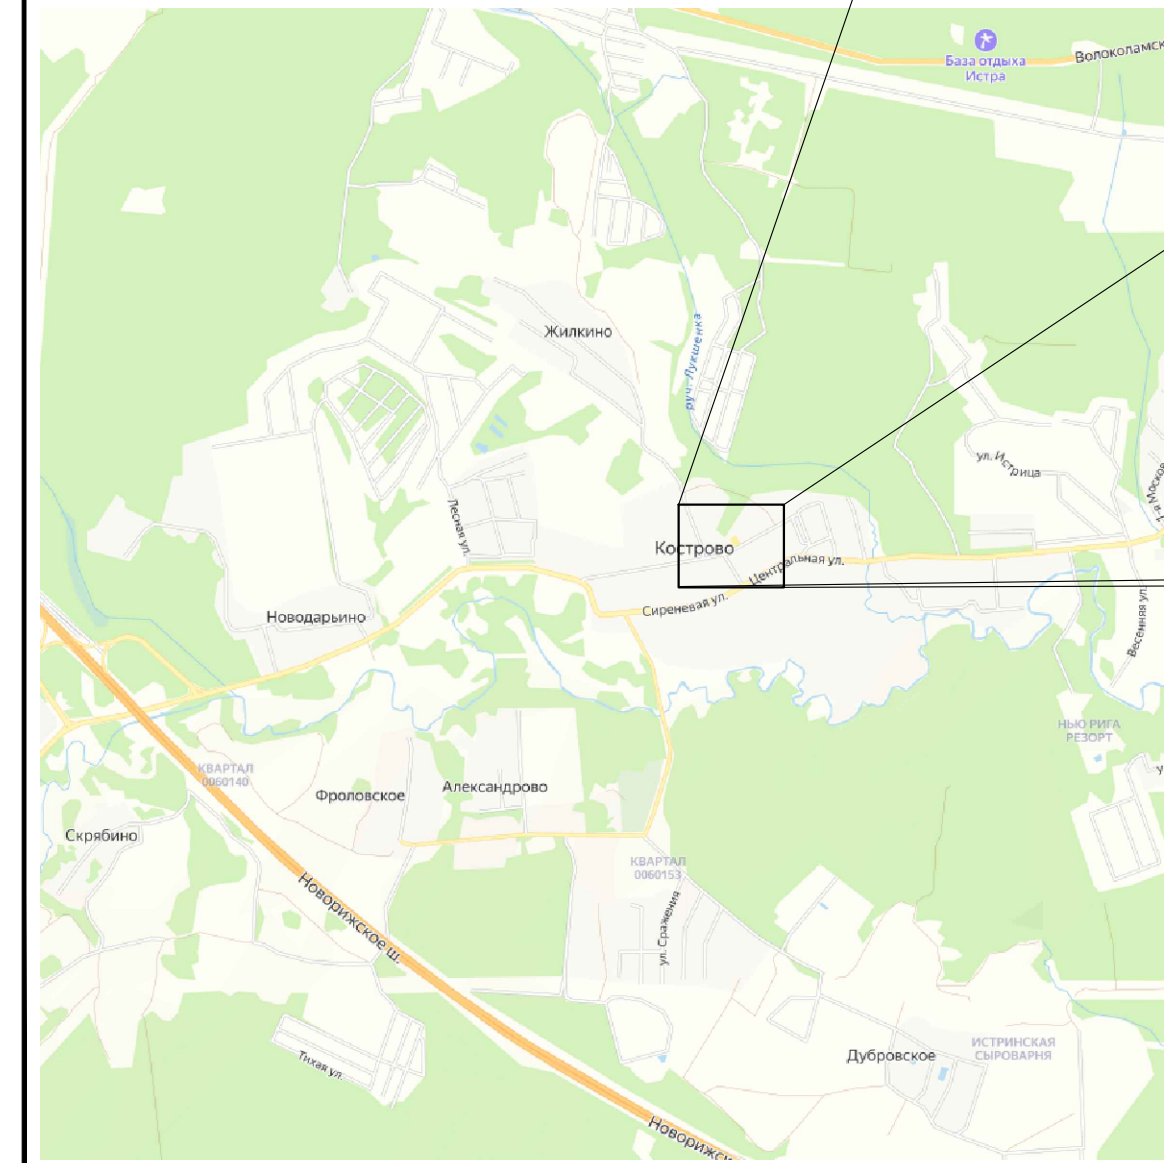 Волоколамск
База отдыха
Истра
Жилкино
руч. Лукшенка
ул. Истрица
Лесная ул.
Кострово
Центральная ул.
Сиреневая ул.
Новодарьино
Весенняя ул.
НЬЮ РИГА
РЕЗОРТ
КВАРТАЛ
0060140
Фроловское
Александрово
Скрябино
КВАРТАЛ
0060153
Новорижское ш.
ул. Сражения
ИСТРИНСКАЯ
СЫРОВАРНЯ
Дубровское
Тихая ул.
Новорижск